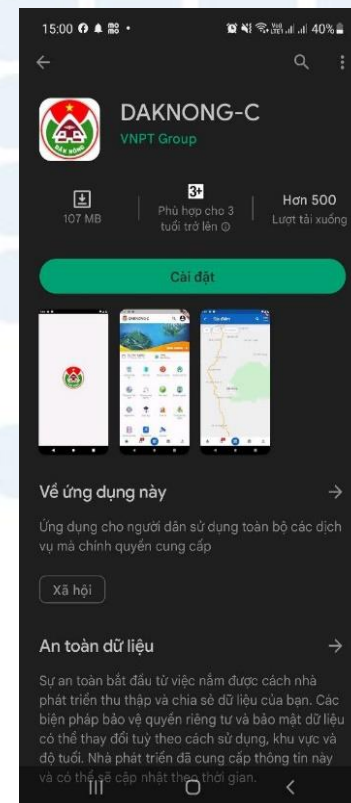 15:00
40%
DAKNONG-C
VNPT Group
107 MB
3+
Phù hợp cho 3
tuổi trở lên
Hơn 500
Lượt tải xuống
Cài đặt
DAKNONG-C
Về ứng dụng này
Ứng dụng cho người dân sử dụng toàn bộ các dịch
vụ mà chính quyền cung cấp
Xã hội
An toàn dữ liệu
Sự an toàn bắt đầu từ việc nắm được cách nhà
phát triển thu thập và chia sẻ dữ liệu của bạn. Các
biện pháp bảo vệ quyền riêng tư và bảo mật dữ liệu
có thể thay đổi tuỳ theo cách sử dụng, khu vực và
độ tuổi. Nhà phát triển đã cung cấp thông tin này
và có thể sẽ cập nhật theo thời gian.